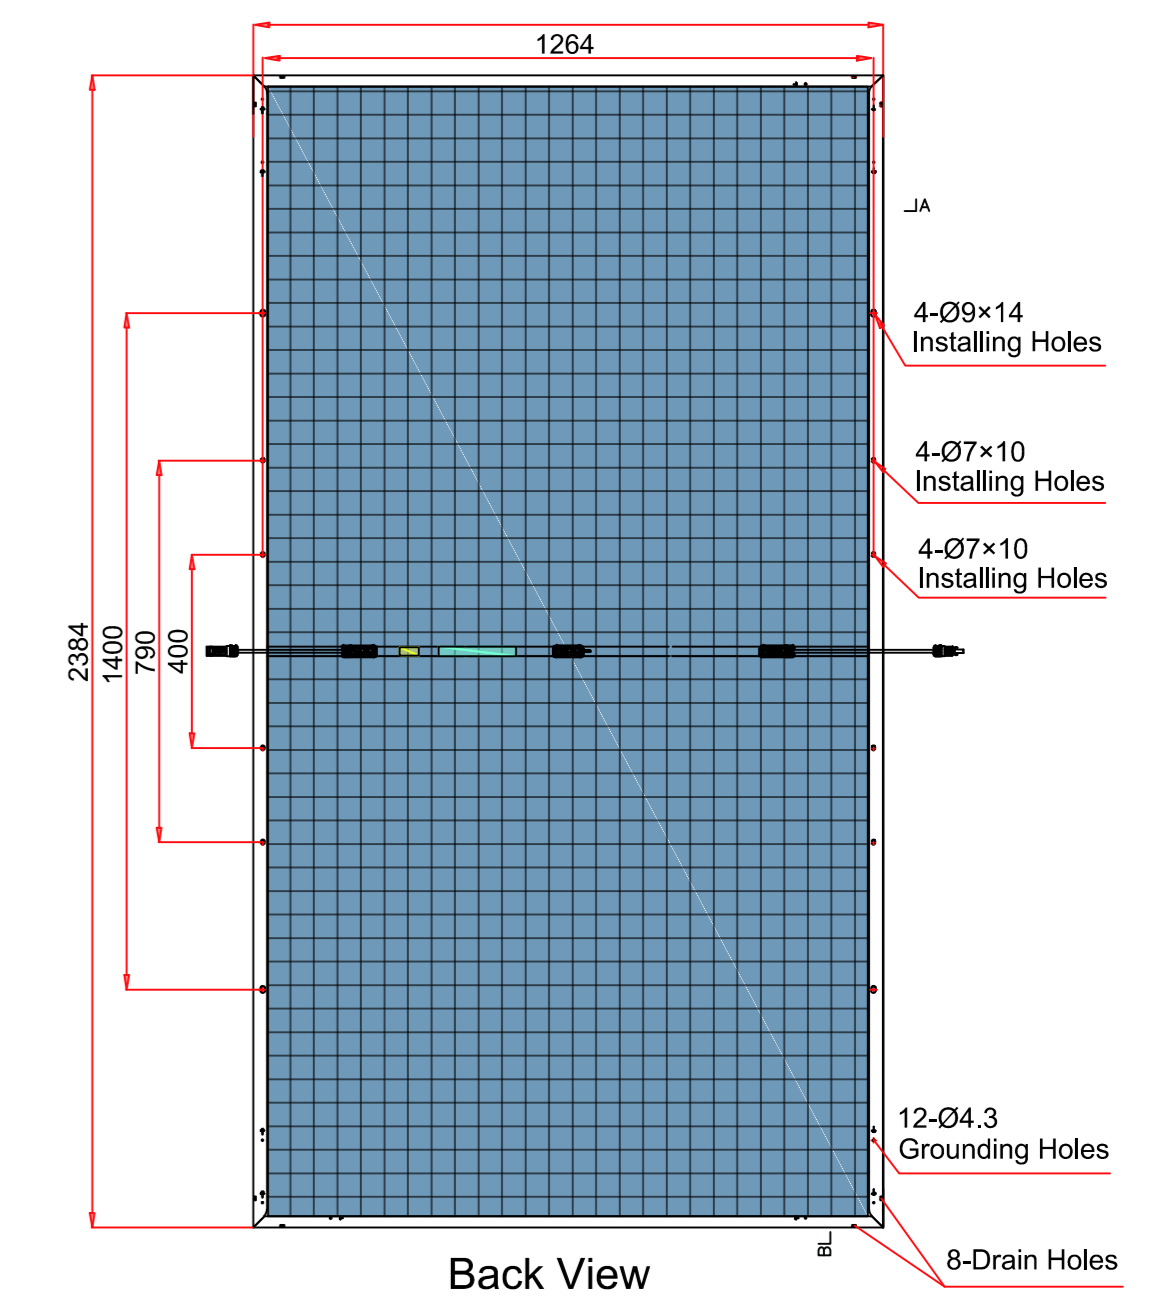 1264
A
4-Ø9×14
Installing Holes
4-Ø7×10
Installing Holes
4-Ø7×10
Installing Holes
2384
1400
790
400
12-Ø4.3
Grounding Holes
B
8-Drain Holes
Back View